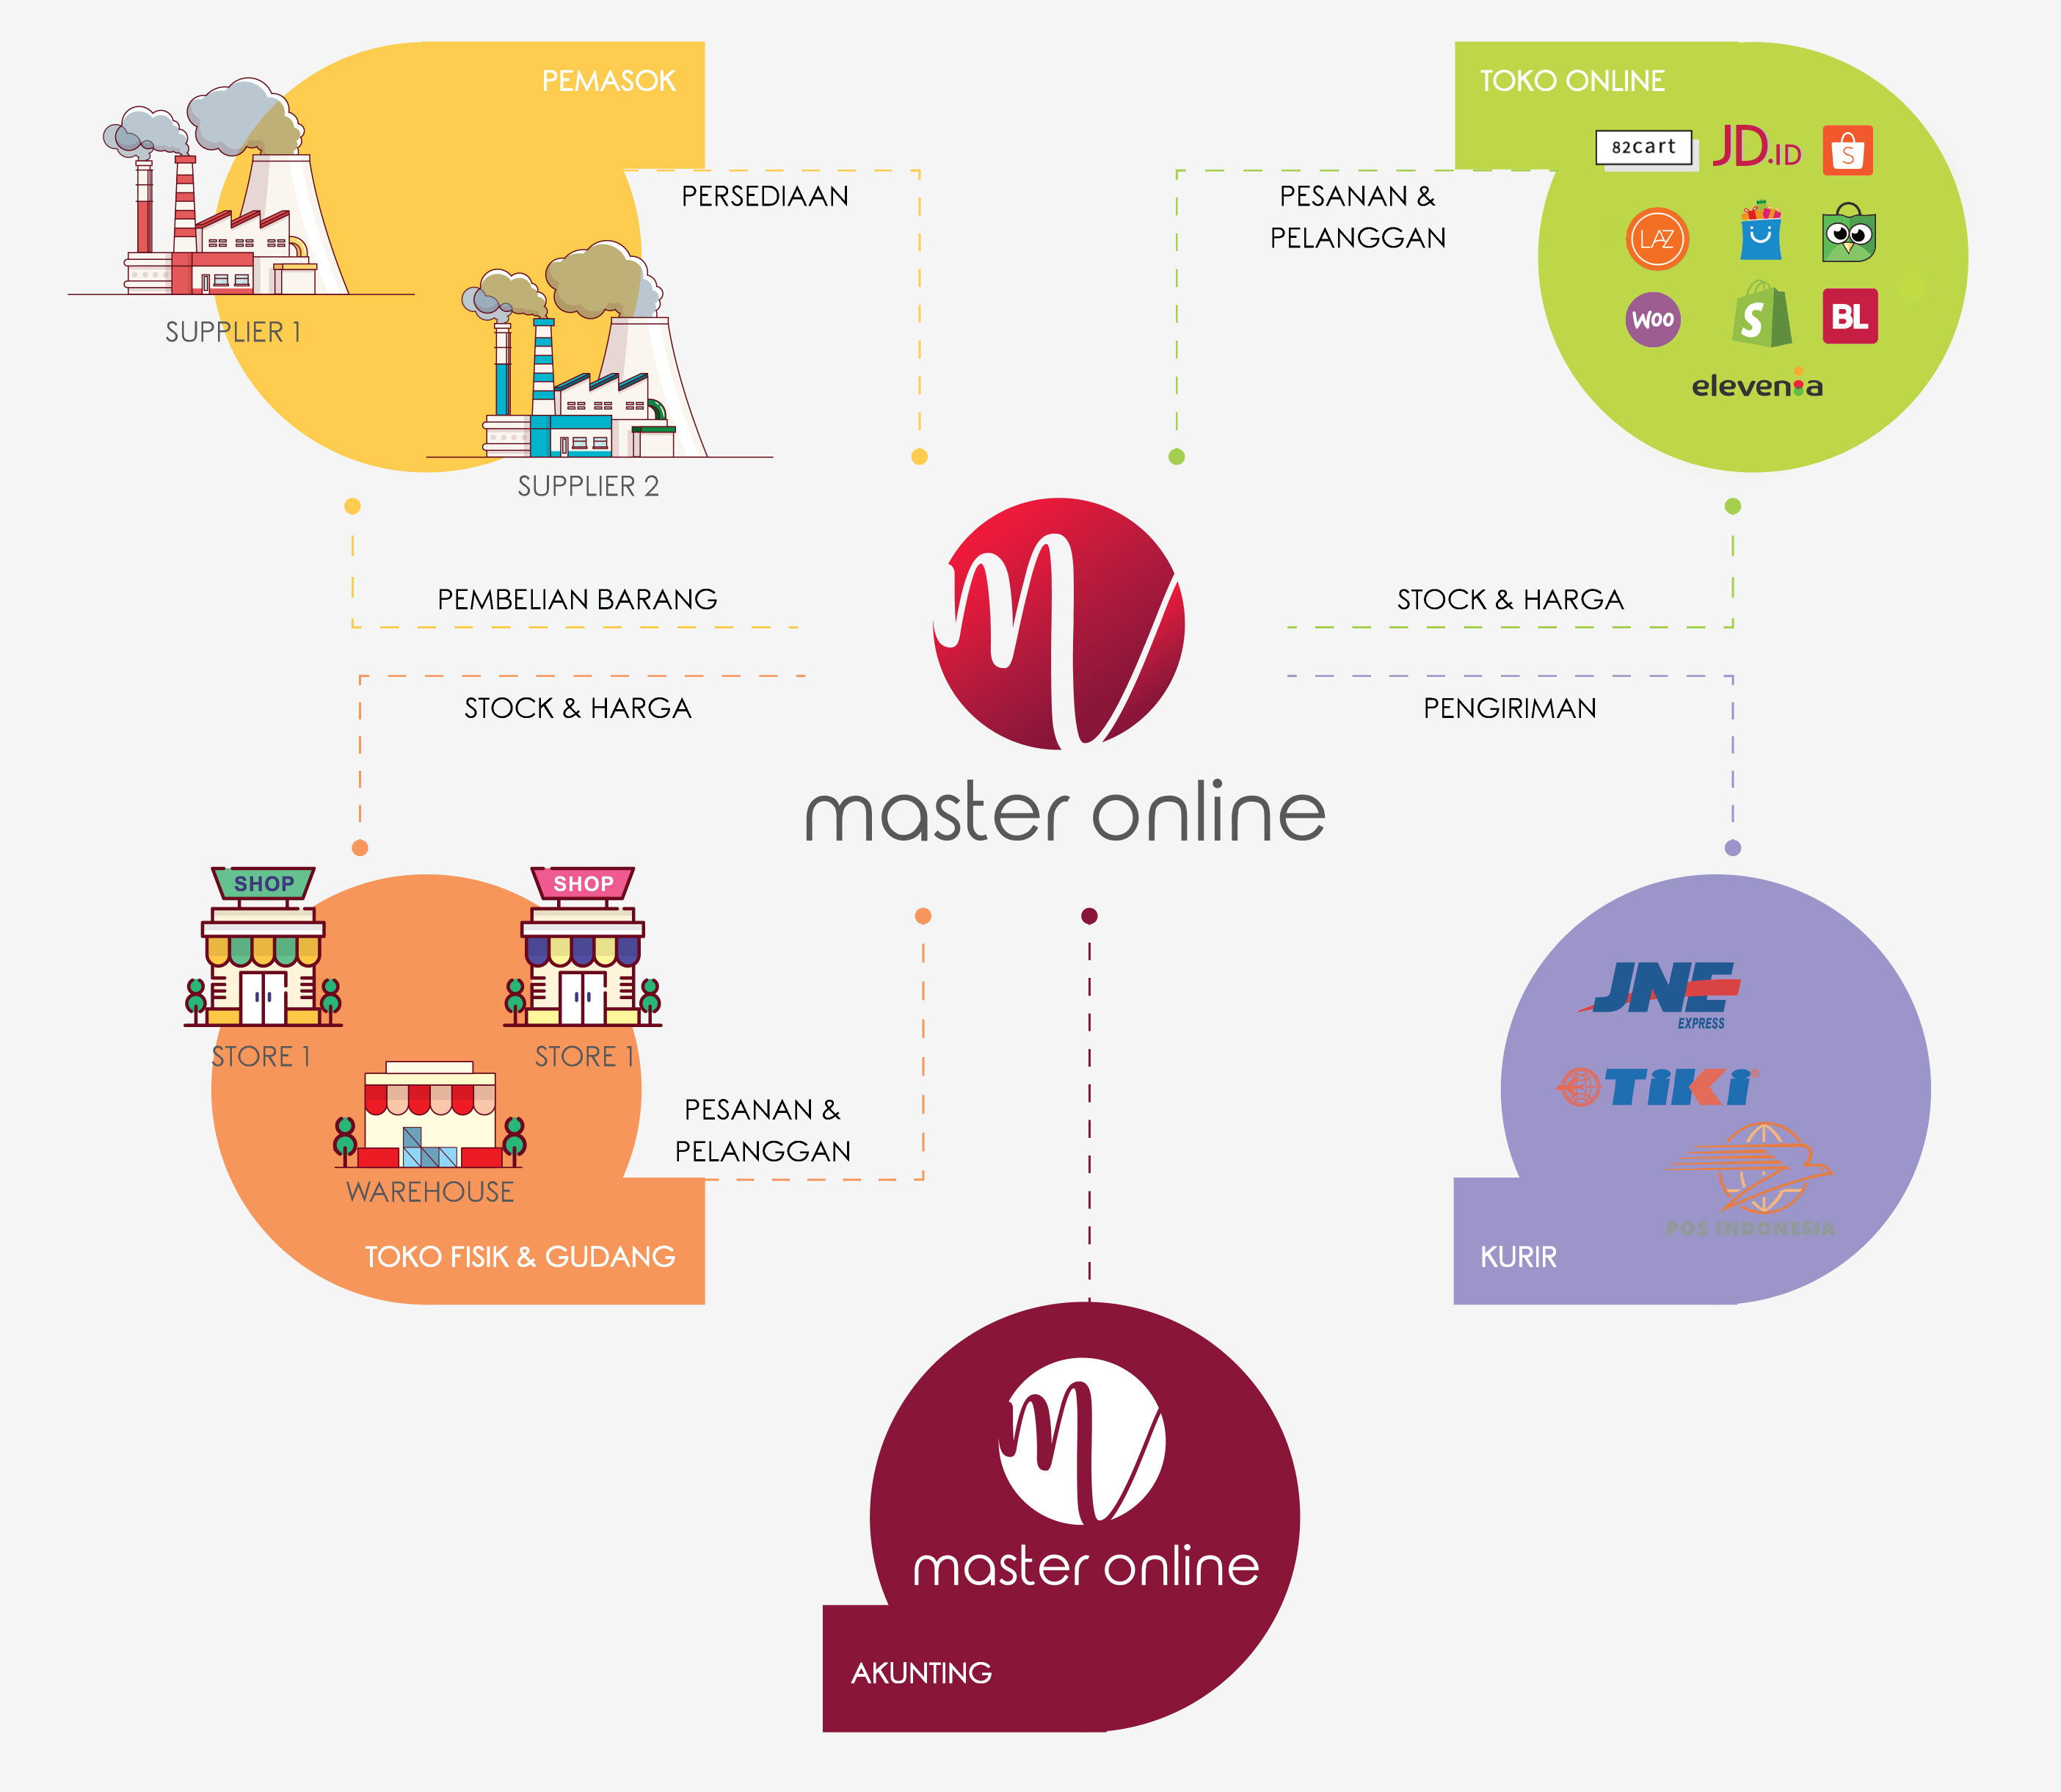 PEMASOK
SUPPLIER 1
SUPPLIER 2
PERSEDIAAN
TOKO ONLINE
82cart
JD.ID
S
LAZ
WOO
S
BL
elevenia
PESANAN &
PELANGGAN
PEMBELIAN BARANG
STOCK & HARGA
STOCK & HARGA
PENGIRIMAN
master online
SHOP
SHOP
STORE 1
STORE 1
WAREHOUSE
TOKO FISIK & GUDANG
PESANAN &
PELANGGAN
JNE
EXPRESS
TiKi®
POS INDONESIA
KURIR
master online
AKUNTING